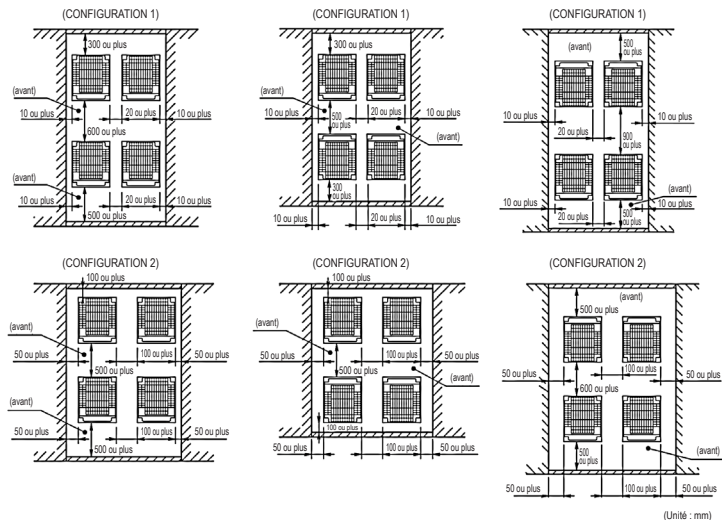 (CONFIGURATION 1)
300 ou plus
(avant)
10 ou plus
20 ou plus
10 ou plus
600 ou plus
(avant)
10 ou plus
500 ou plus
20 ou plus
10 ou plus
(CONFIGURATION 1)
300 ou plus
(avant)
10 ou plus
500
ou plus
20 ou plus
10 ou plus
(avant)
300
ou plus
10 ou plus
20 ou plus
10 ou plus
(CONFIGURATION 1)
(avant)
500
ou plus
10 ou plus
10 ou plus
20 ou plus
900
ou plus
(avant)
10 ou plus
500
ou plus
10 ou plus
20 ou plus
(CONFIGURATION 2)
100 ou plus
(avant)
50 ou plus
100 ou plus
50 ou plus
500 ou plus
(avant)
50 ou plus
100 ou plus
50 ou plus
500 ou plus
(CONFIGURATION 2)
100 ou plus
(avant)
50 ou plus
100 ou plus
50 ou plus
500 ou plus
(avant)
100 ou plus
50 ou plus
100 ou plus
50 ou plus
(CONFIGURATION 2)
(avant)
500 ou plus
100 ou plus
50 ou plus
50 ou plus
600 ou plus
500
ou plus
(avant)
50 ou plus
100 ou plus
50 ou plus
(Unité : mm)